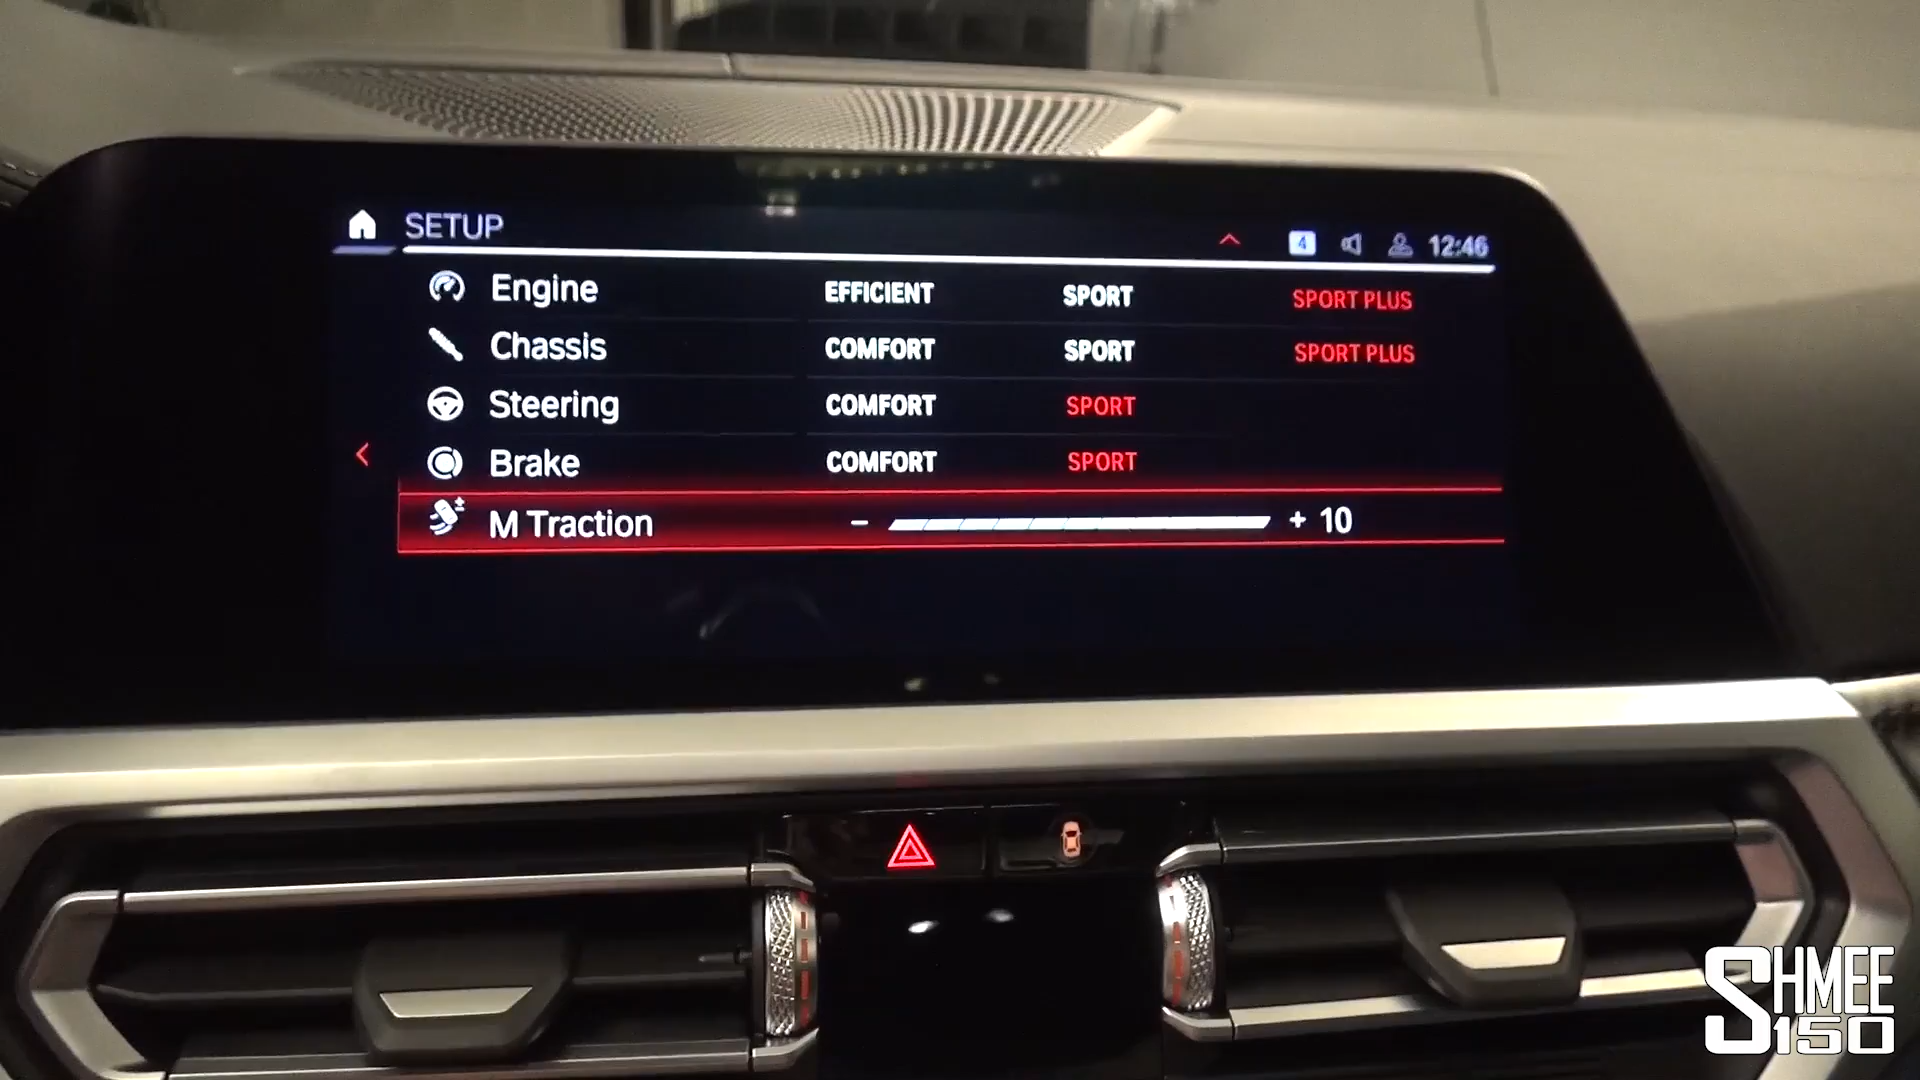 SETUP 4 12:46
Engine EFFICIENT SPORT SPORT PLUS
Chassis COMFORT SPORT SPORT PLUS
Steering COMFORT SPORT
Brake COMFORT SPORT
M Traction - + 10
SHMEE
150